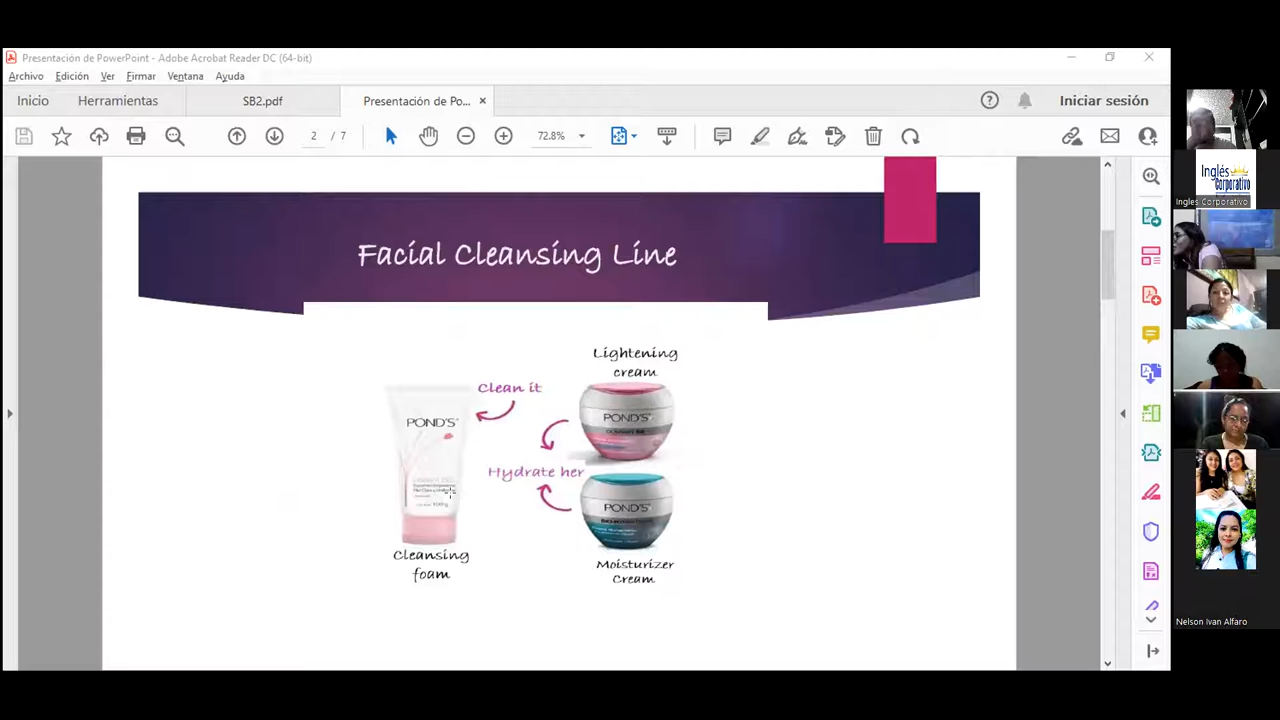 Presentación de PowerPoint - Adobe Acrobat Reader DC (64-bit)
Archivo Edición Ver Firmar Ventana Ayuda
Inicio Herramientas SB2.pdf Presentación de Po... Iniciar sesión
2 / 7 72.8%
Facial Cleansing Line
Lightening
cream
Clean it
POND'S
POND'S
Hydrate her
POND'S
Cleansing
foam
Moisturizer
Cream
Inglés
Corporativo
Ingles Corporativo
Nelson Ivan Alfaro